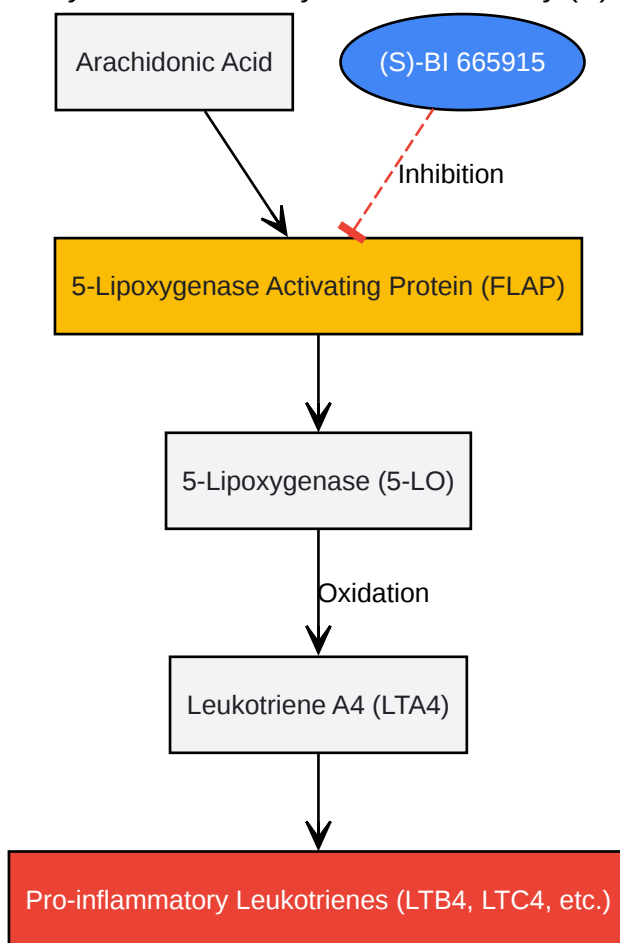 (S)
Arachidonic Acid
(S)-BI 665915
Inhibition
5-Lipoxygenase Activating Protein (FLAP)
5-Lipoxygenase (5-LO)
Oxidation
Leukotriene A4 (LTA4)
Pro-inflammatory Leukotrienes (LTB4, LTC4, etc.)